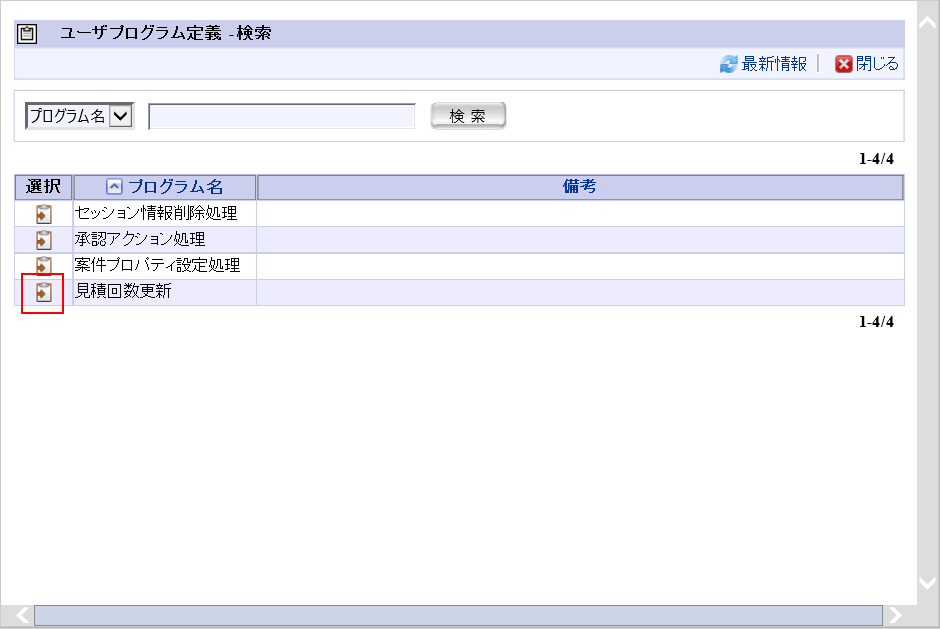 ユーザプログラム定義 -検索
最新情報 閉じる
プログラム名 検 索
1-4/4
選択 プログラム名 備考
セッション情報削除処理
承認アクション処理
案件プロパティ設定処理
見積回数更新
1-4/4